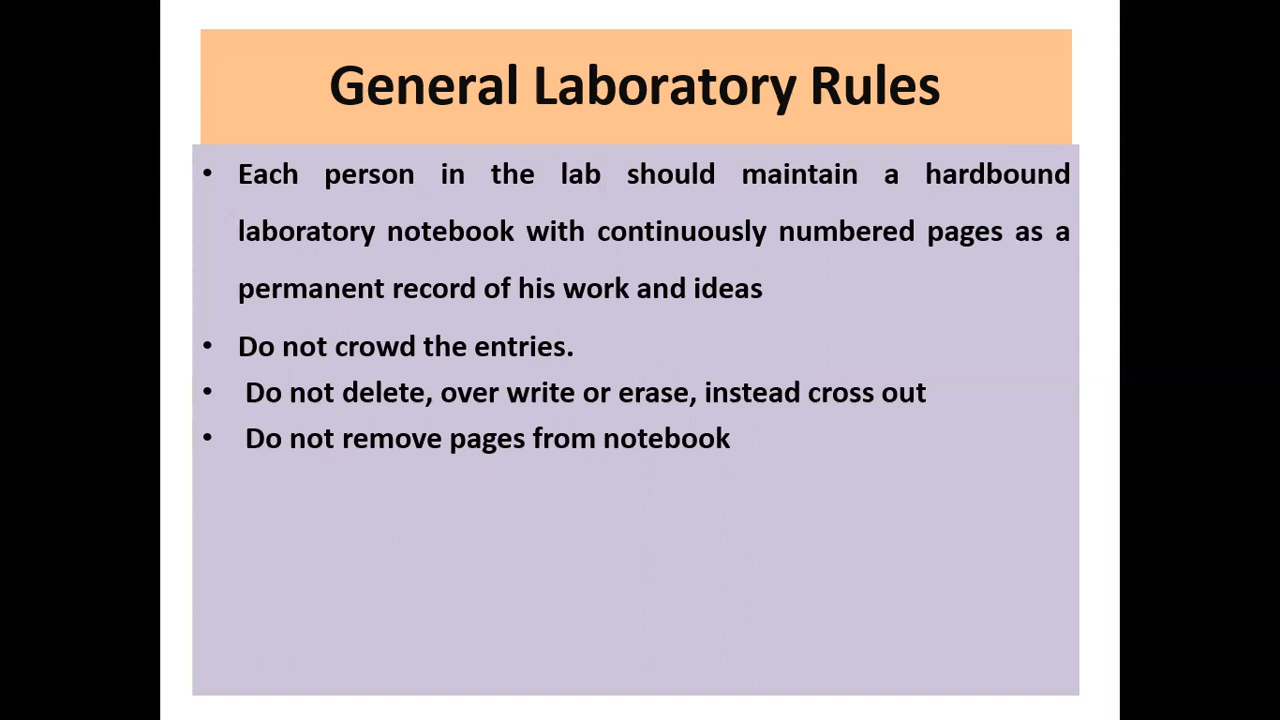 General Laboratory Rules
• Each person in the lab should maintain a hardbound
laboratory notebook with continuously numbered pages as a
permanent record of his work and ideas
• Do not crowd the entries.
• Do not delete, over write or erase, instead cross out
• Do not remove pages from notebook